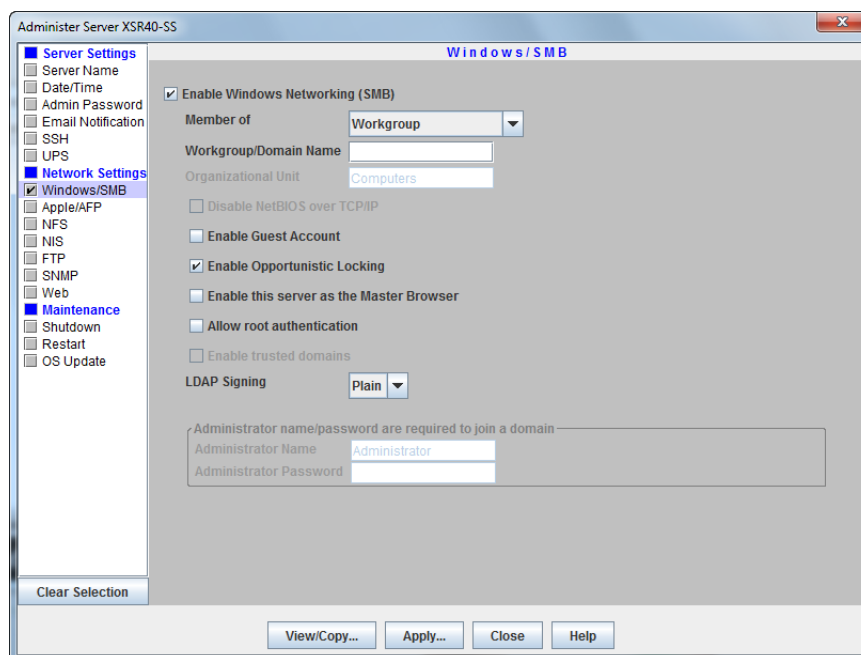 Administer Server XSR40-SS
Server Settings
Server Name
Date/Time
Admin Password
Email Notification
SSH
UPS
Network Settings
Windows/SMB
Apple/AFP
NFS
NIS
FTP
SNMP
Web
Maintenance
Shutdown
Restart
OS Update
Clear Selection
Windows/SMB
Enable Windows Networking (SMB)
Member of Workgroup
Workgroup/Domain Name
Organizational Unit Computers
Disable NetBIOS over TCP/IP
Enable Guest Account
Enable Opportunistic Locking
Enable this server as the Master Browser
Allow root authentication
Enable trusted domains
LDAP Signing Plain
Administrator name/password are required to join a domain
Administrator Name Administrator
Administrator Password
View/Copy... Apply... Close Help